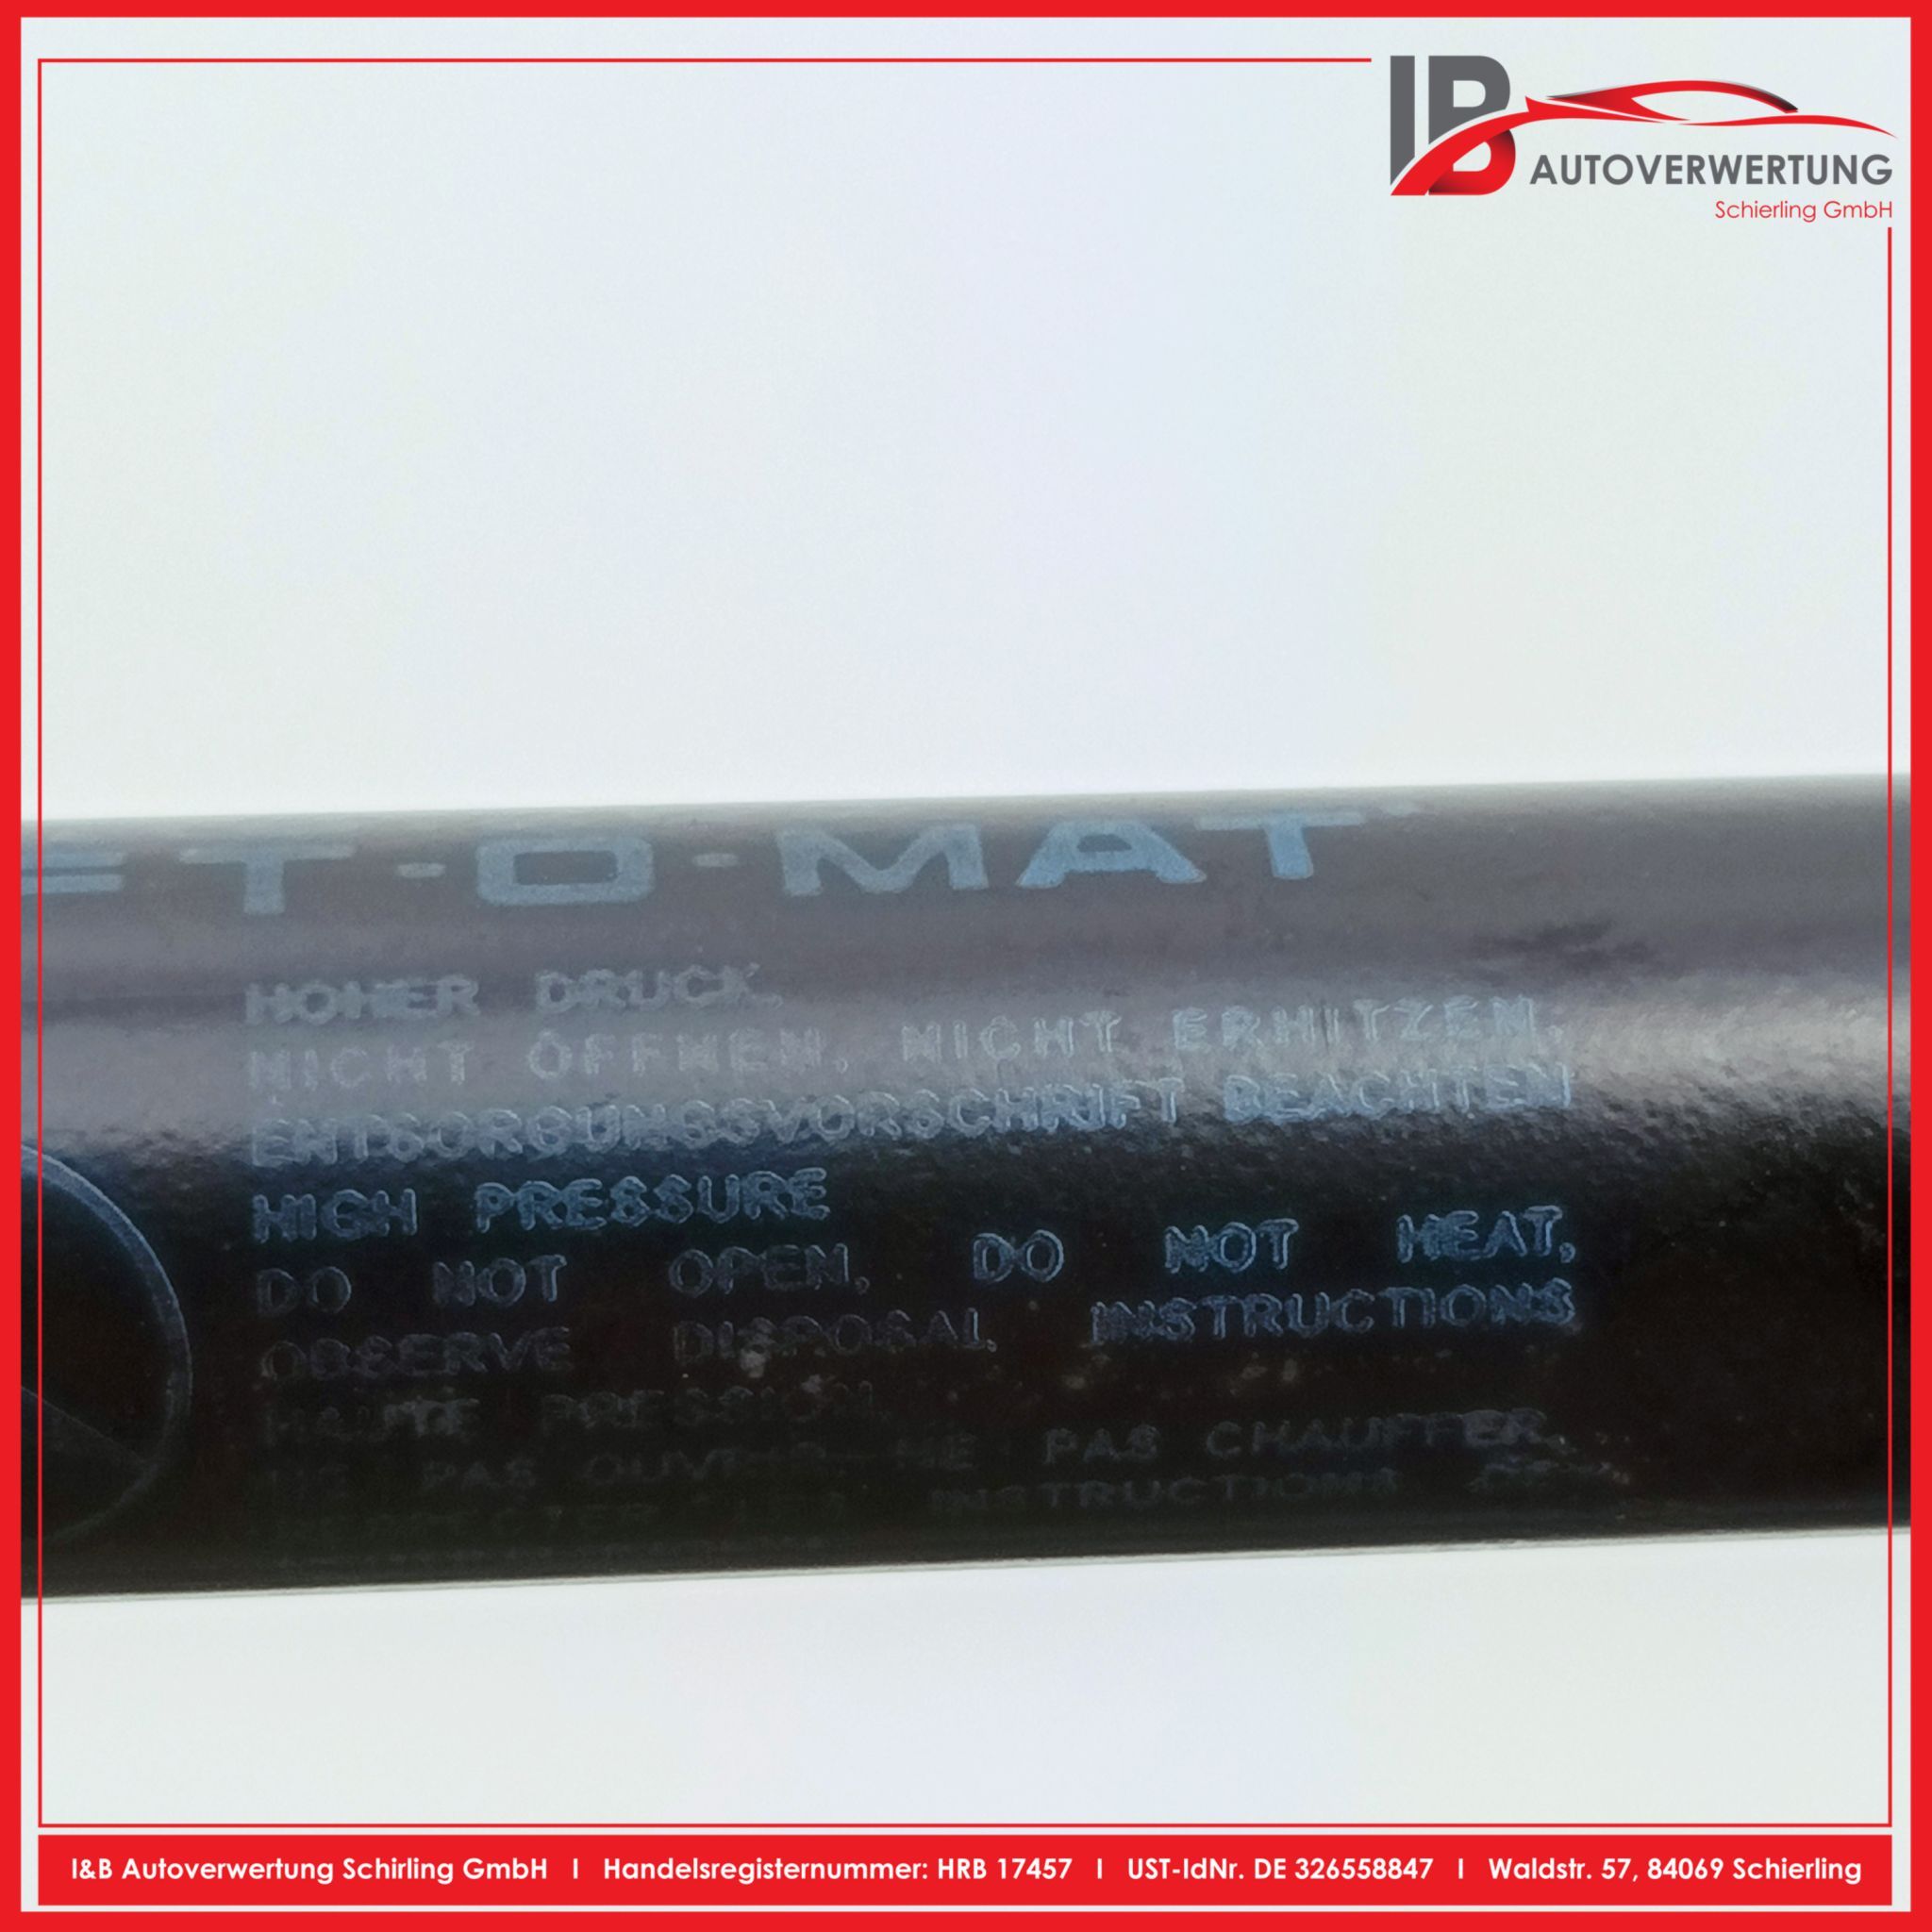 IB
AUTOVERWERTUNG
Schierling GmbH
FT·O·MAT
HOHER DRUCK,
NICHT ÖFFNEN, NICHT ERHITZEN,
ENTSORGUNGSVORSCHRIFT BEACHTEN
HIGH PRESSURE
DO NOT OPEN, DO NOT HEAT,
OBSERVE DISPOSAL INSTRUCTIONS
HAUTE PRESSION,
PAS NE PAS CHAUFFER,
INSTRUCTIONS
I&B Autoverwertung Schirling GmbH I Handelsregisternummer: HRB 17457 I UST-IdNr. DE 326558847 I Waldstr. 57, 84069 Schierling